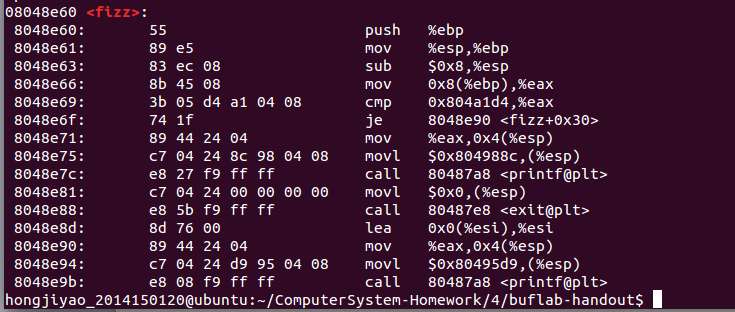 08048e60 <fizz>:
8048e60: 55 push %ebp
8048e61: 89 e5 mov %esp,%ebp
8048e63: 83 ec 08 sub $0x8,%esp
8048e66: 8b 45 08 mov 0x8(%ebp),%eax
8048e69: 3b 05 d4 a1 04 08 cmp 0x804a1d4,%eax
8048e6f: 74 1f je 8048e90 <fizz+0x30>
8048e71: 89 44 24 04 mov %eax,0x4(%esp)
8048e75: c7 04 24 8c 98 04 08 movl $0x804988c,(%esp)
8048e7c: e8 27 f9 ff ff call 80487a8 <printf@plt>
8048e81: c7 04 24 00 00 00 00 movl $0x0,(%esp)
8048e88: e8 5b f9 ff ff call 80487e8 <exit@plt>
8048e8d: 8d 76 00 lea 0x0(%esi),%esi
8048e90: 89 44 24 04 mov %eax,0x4(%esp)
8048e94: c7 04 24 d9 95 04 08 movl $0x80495d9,(%esp)
8048e9b: e8 08 f9 ff ff call 80487a8 <printf@plt>
hongjiyao_2014150120@ubuntu:~/ComputerSystem-Homework/4/buflab-handout$